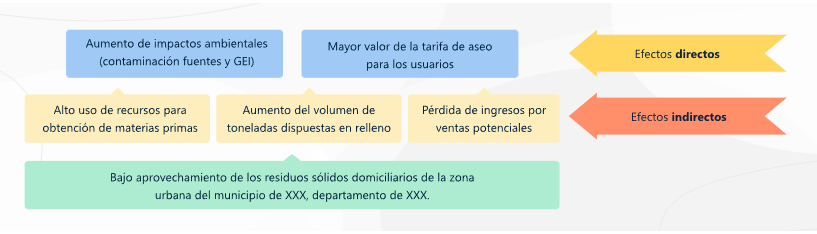 Aumento de impactos ambientales
(contaminación fuentes y GEI)
Mayor valor de la tarifa de aseo
para los usuarios
Efectos directos
Alto uso de recursos para
obtención de materias primas
Aumento del volumen de
toneladas dispuestas en relleno
Pérdida de ingresos por
ventas potenciales
Efectos indirectos
Bajo aprovechamiento de los residuos sólidos domiciliarios de la zona
urbana del municipio de XXX, departamento de XXX.